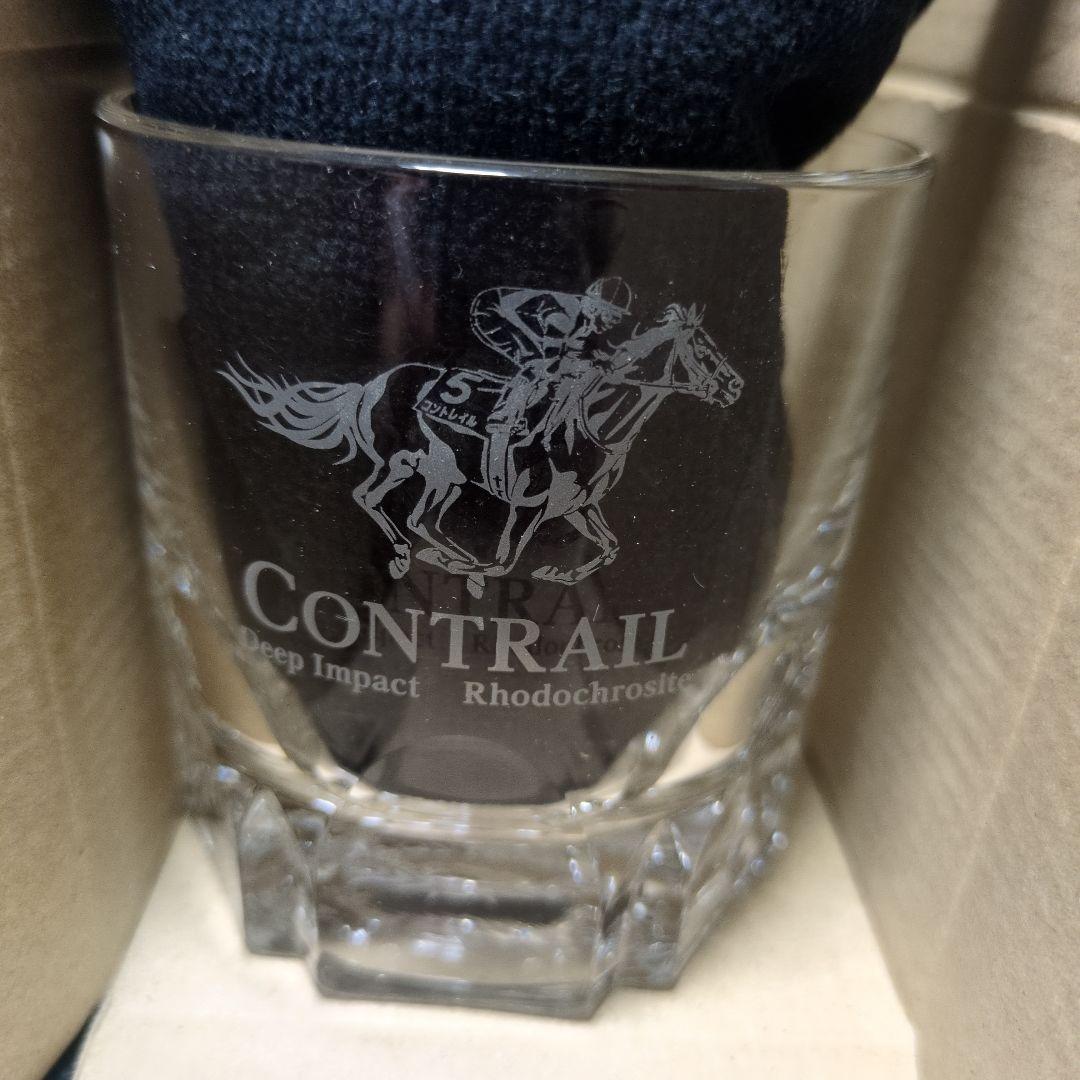 5
コントレイル
CONTRAIL
Deep Impact Rhodochrosite